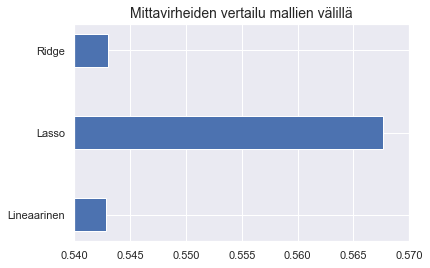 Mittavirheiden vertailu mallien välillä
Ridge
Lasso
Lineaarinen
0.540 0.545 0.550 0.555 0.560 0.565 0.570